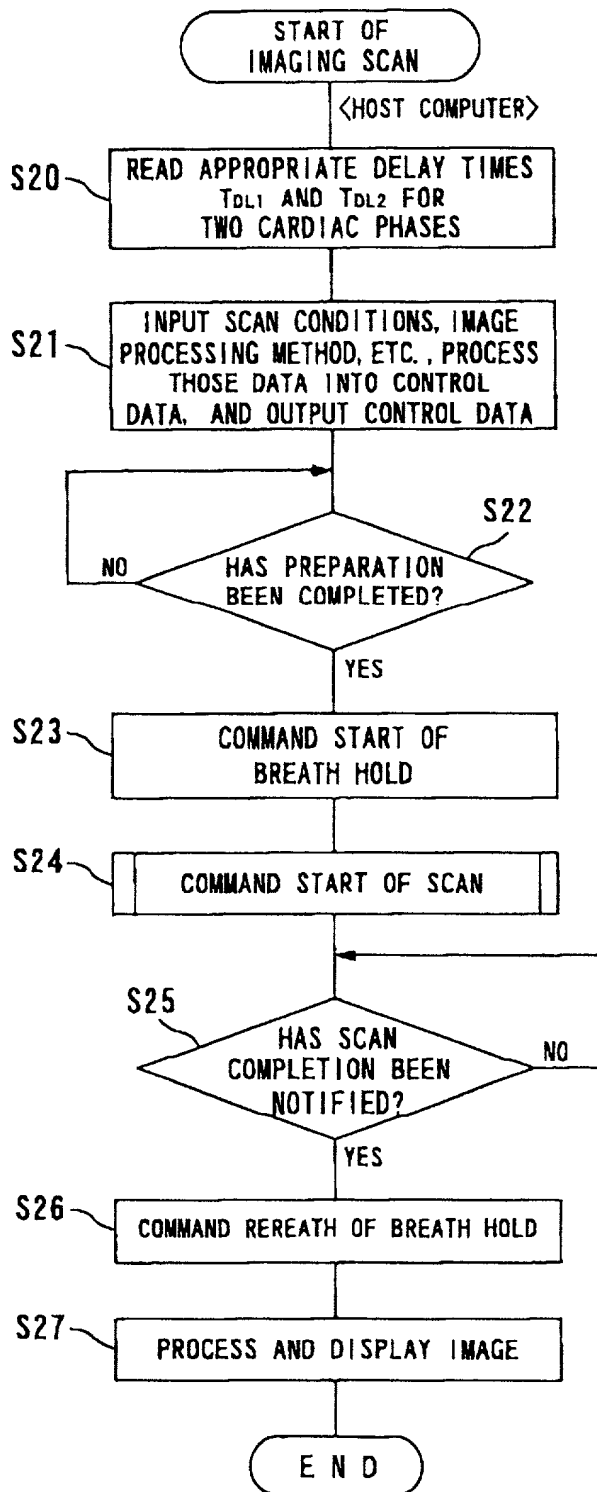 START OF
IMAGING SCAN
<HOST COMPUTER>
S20
READ APPROPRIATE DELAY TIMES
TDL1 AND TDL2 FOR
TWO CARDIAC PHASES
S21
INPUT SCAN CONDITIONS, IMAGE
PROCESSING METHOD, ETC., PROCESS
THOSE DATA INTO CONTROL
DATA, AND OUTPUT CONTROL DATA
S22
NO
HAS PREPARATION
BEEN COMPLETED?
YES
S23
COMMAND START OF
BREATH HOLD
S24
COMMAND START OF SCAN
S25
HAS SCAN
COMPLETION BEEN
NOTIFIED?
NO
YES
S26
COMMAND REREATH OF BREATH HOLD
S27
PROCESS AND DISPLAY IMAGE
END